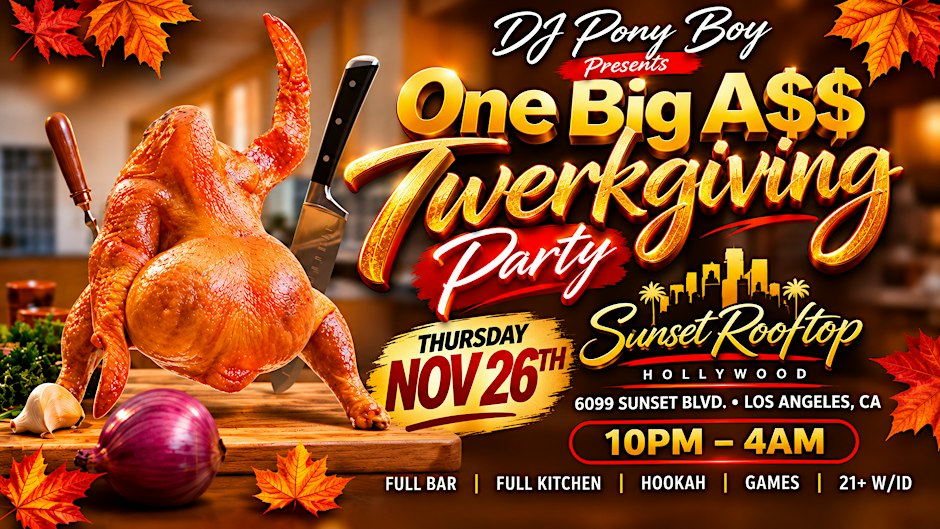 DJ Pony Boy
Presents
One Big A$$
Twerkgiving
Party
THURSDAY
NOV 26TH
Sunset Rooftop
HOLLYWOOD
6099 SUNSET BLVD. • LOS ANGELES, CA
10PM – 4AM
FULL BAR | FULL KITCHEN | HOOKAH | GAMES | 21+ W/ID